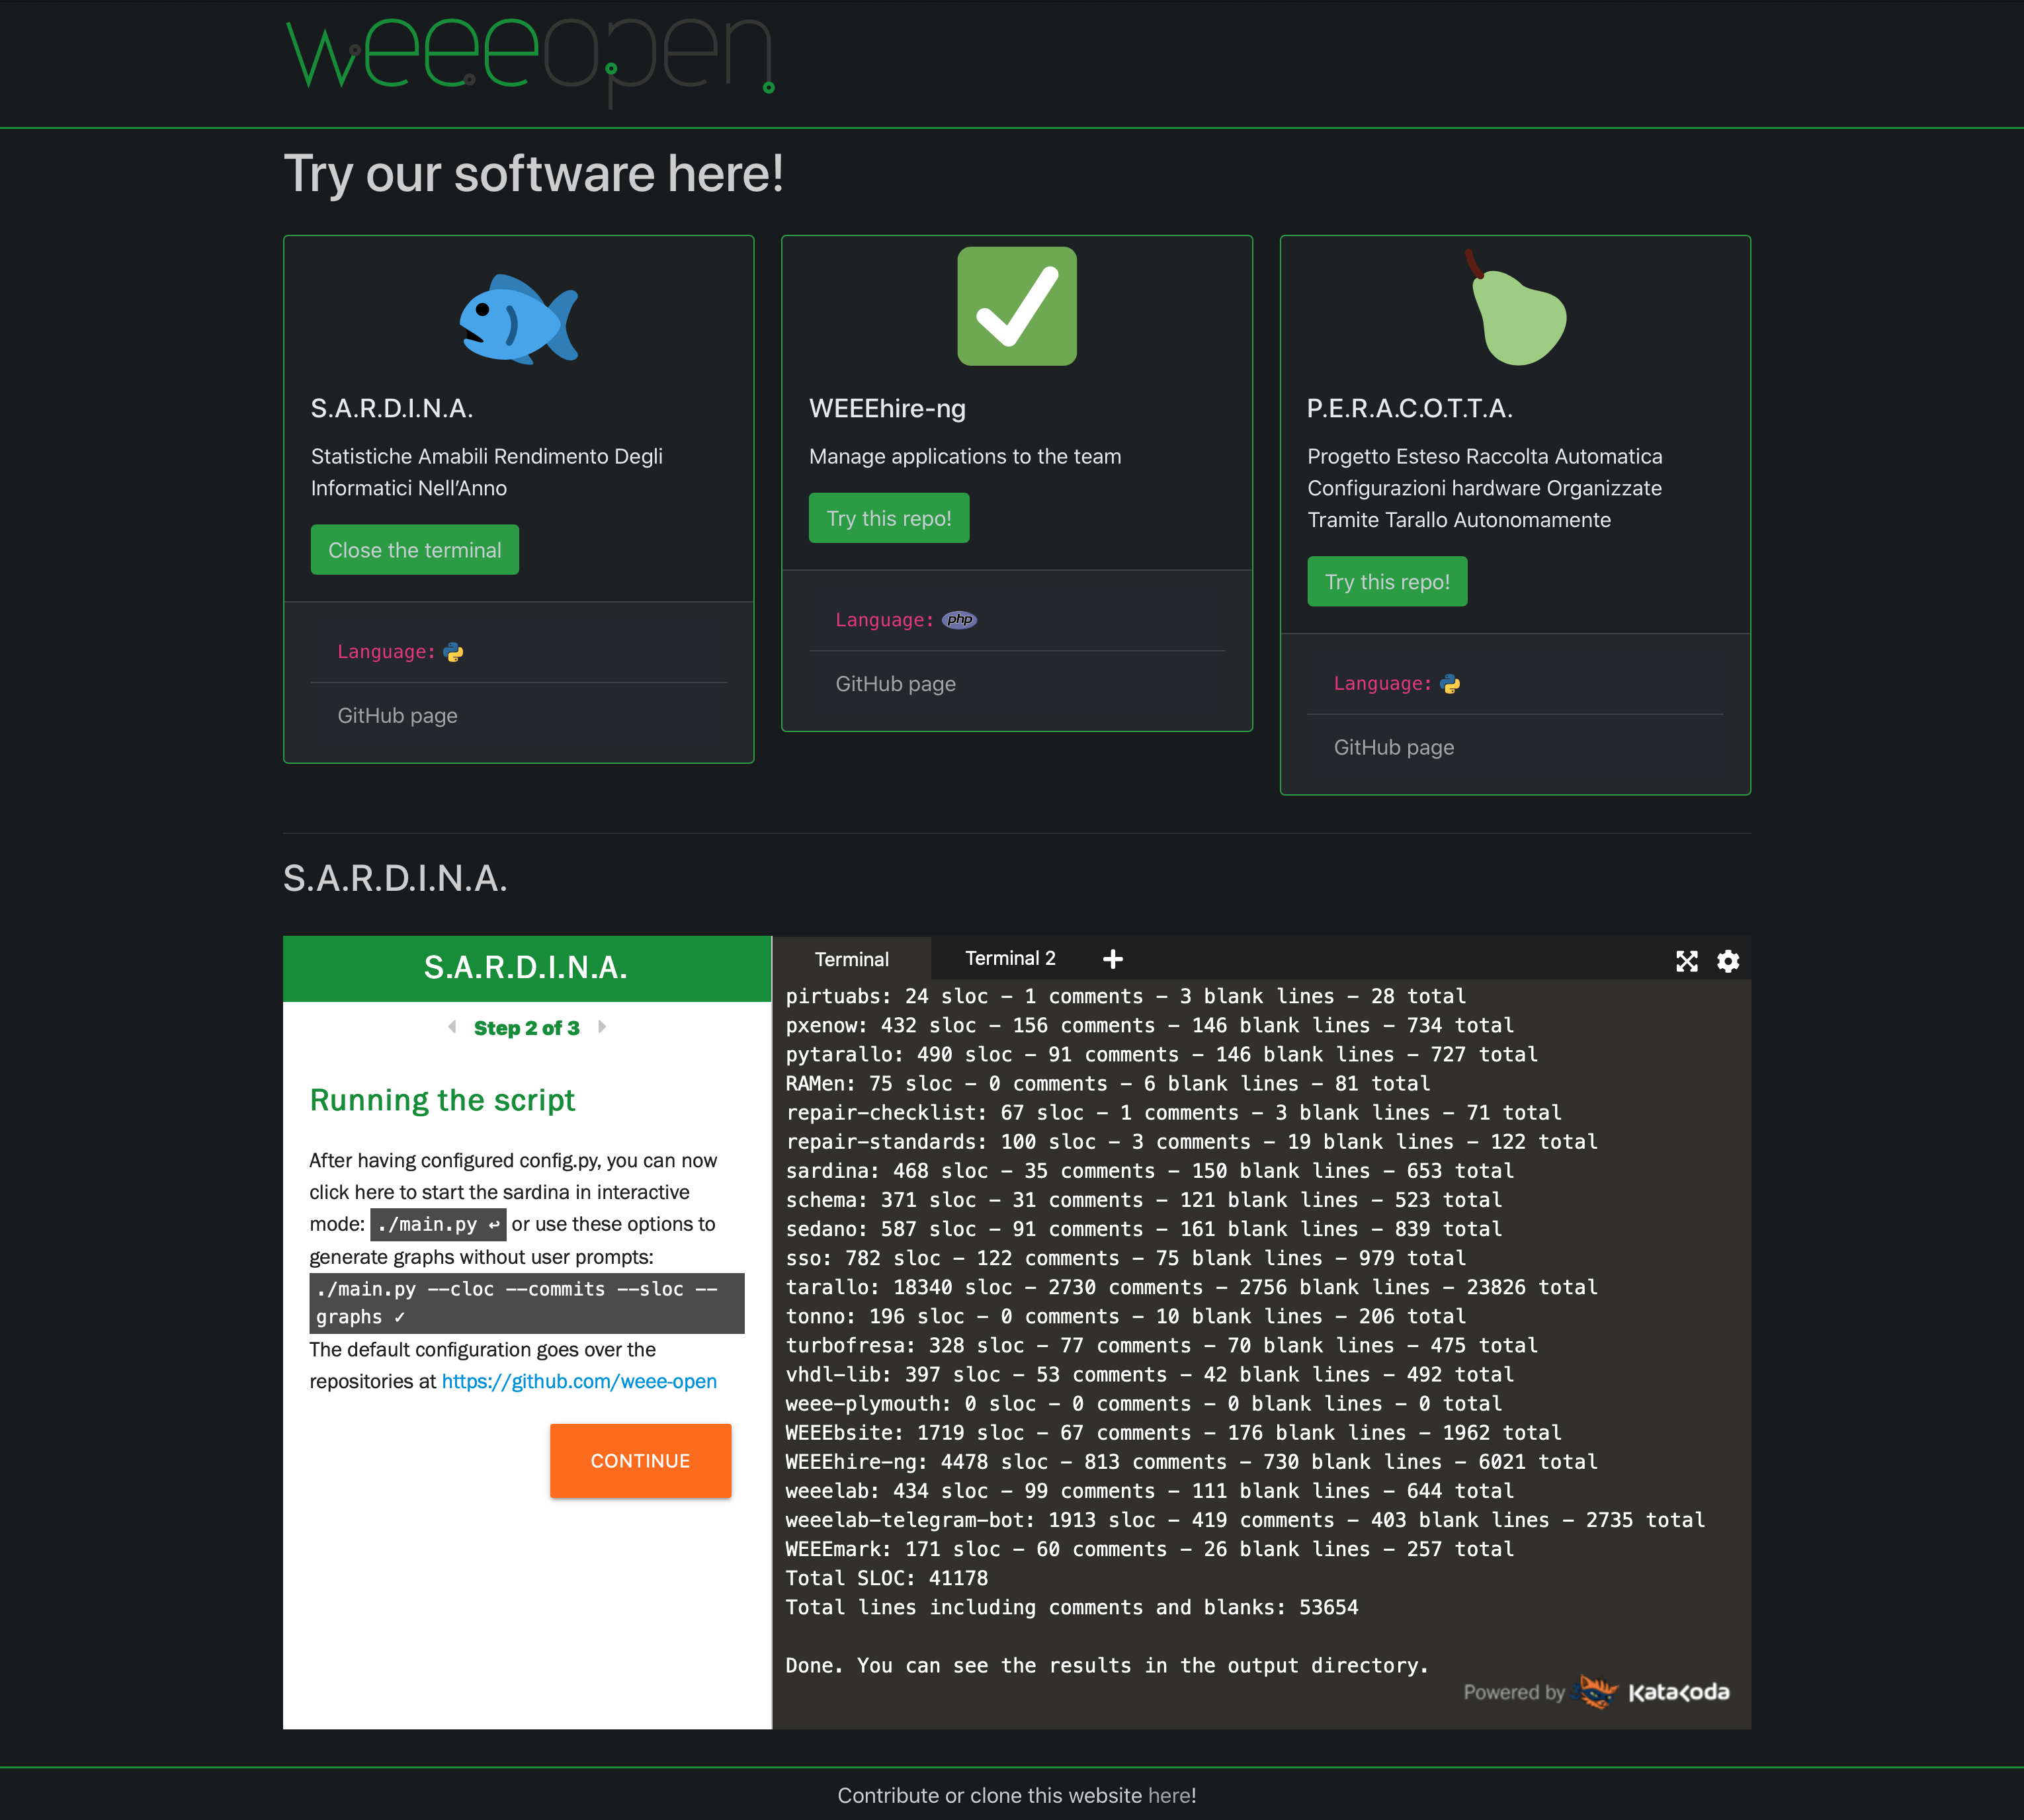 weeeopen
Try our software here!
S.A.R.D.I.N.A.
Statistiche Amabili Rendimento Degli
Informatici Nell'Anno
Close the terminal
Language:
GitHub page
WEEEhire-ng
Manage applications to the team
Try this repo!
Language: php
GitHub page
P.E.R.A.C.O.T.T.A.
Progetto Esteso Raccolta Automatica
Configurazioni hardware Organizzate
Tramite Tarallo Autonomamente
Try this repo!
Language:
GitHub page
S.A.R.D.I.N.A.
S.A.R.D.I.N.A.
Step 2 of 3
Running the script
After having configured config.py, you can now
click here to start the sardina in interactive
mode: ./main.py ↩ or use these options to
generate graphs without user prompts:
./main.py --cloc --commits --sloc --
graphs ✓
The default configuration goes over the
repositories at https://github.com/weee-open
CONTINUE
Terminal
Terminal 2
pirtuabs: 24 sloc - 1 comments - 3 blank lines - 28 total
pxenow: 432 sloc - 156 comments - 146 blank lines - 734 total
pytarallo: 490 sloc - 91 comments - 146 blank lines - 727 total
RAMen: 75 sloc - 0 comments - 6 blank lines - 81 total
repair-checklist: 67 sloc - 1 comments - 3 blank lines - 71 total
repair-standards: 100 sloc - 3 comments - 19 blank lines - 122 total
sardina: 468 sloc - 35 comments - 150 blank lines - 653 total
schema: 371 sloc - 31 comments - 121 blank lines - 523 total
sedano: 587 sloc - 91 comments - 161 blank lines - 839 total
sso: 782 sloc - 122 comments - 75 blank lines - 979 total
tarallo: 18340 sloc - 2730 comments - 2756 blank lines - 23826 total
tonno: 196 sloc - 0 comments - 10 blank lines - 206 total
turbofresa: 328 sloc - 77 comments - 70 blank lines - 475 total
vhdl-lib: 397 sloc - 53 comments - 42 blank lines - 492 total
weee-plymouth: 0 sloc - 0 comments - 0 blank lines - 0 total
WEEEbsite: 1719 sloc - 67 comments - 176 blank lines - 1962 total
WEEEhire-ng: 4478 sloc - 813 comments - 730 blank lines - 6021 total
weeelab: 434 sloc - 99 comments - 111 blank lines - 644 total
weeelab-telegram-bot: 1913 sloc - 419 comments - 403 blank lines - 2735 total
WEEEmark: 171 sloc - 60 comments - 26 blank lines - 257 total
Total SLOC: 41178
Total lines including comments and blanks: 53654
Done. You can see the results in the output directory.
Powered by Katakoda
Contribute or clone this website here!